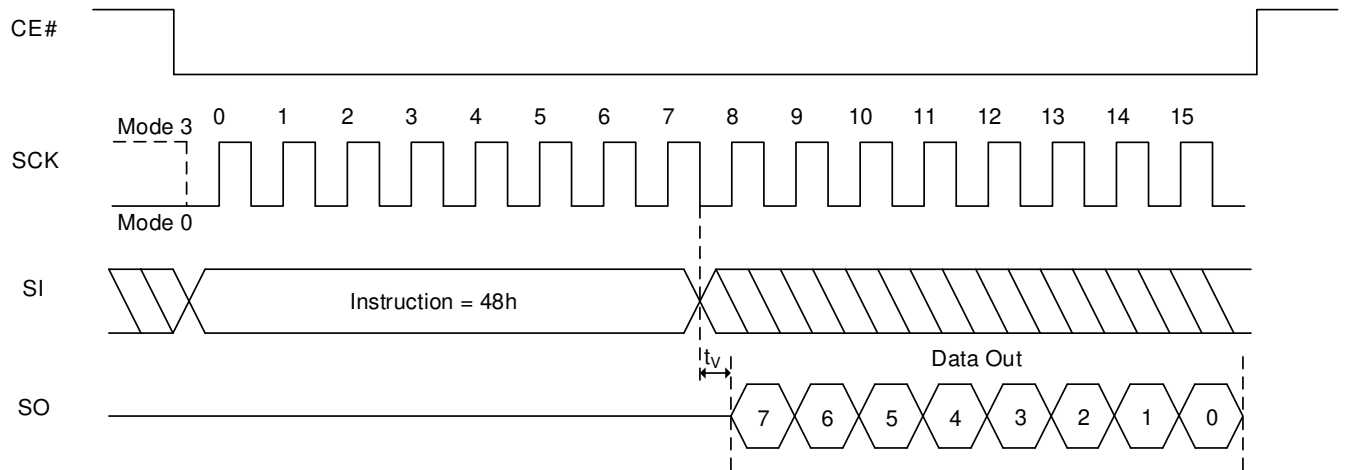 CE#
0 1 2 3 4 5 6 7 8 9 10 11 12 13 14 15
Mode 3
SCK
Mode 0
SI
Instruction = 48h
tV
Data Out
SO
7 6 5 4 3 2 1 0